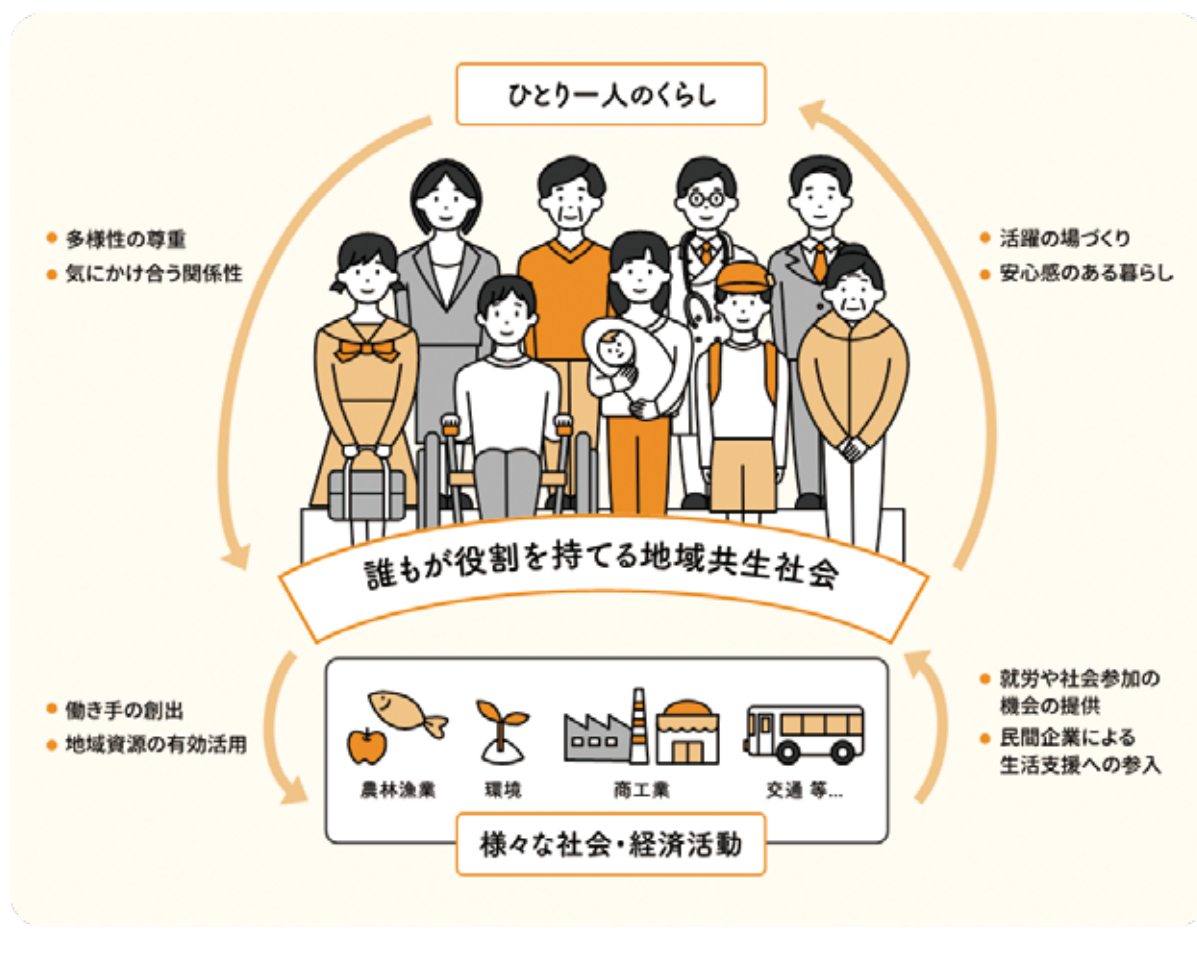 ひとり一人のくらし
多様性の尊重
気にかけ合う関係性
活躍の場づくり
安心感のある暮らし
誰もが役割を持てる地域共生社会
働き手の創出
地域資源の有効活用
就労や社会参加の
機会の提供
民間企業による
生活支援への参入
農林漁業
環境
商工業
交通 等...
様々な社会・経済活動